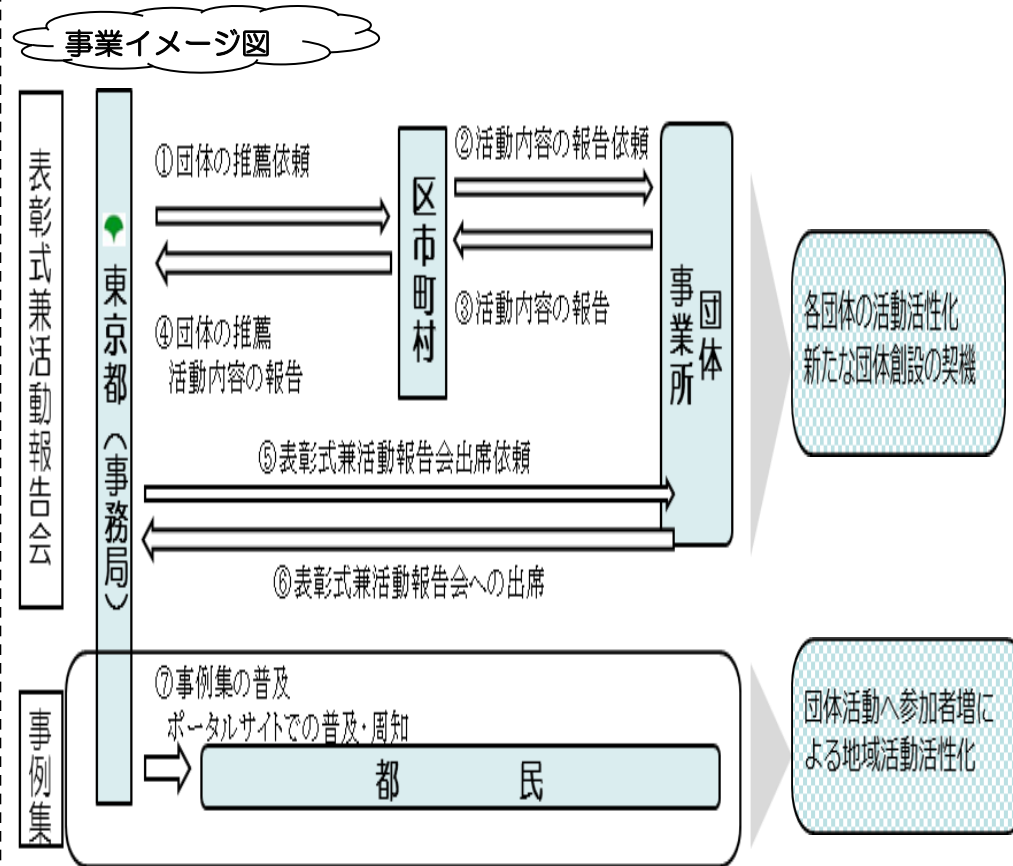 事業イメージ図
表彰式兼活動報告会
東京都（事務局）
①団体の推薦依頼
区市町村
②活動内容の報告依頼
③活動内容の報告
④団体の推薦
活動内容の報告
団体
事業所
⑤表彰式兼活動報告会出席依頼
⑥表彰式兼活動報告会への出席
各団体の活動活性化
新たな団体創設の契機
事例集
⑦事例集の普及
ポータルサイトでの普及・周知
都　民
団体活動へ参加者増に
よる地域活動活性化